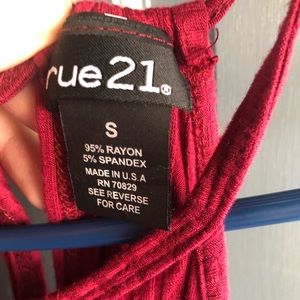 rue21®
S
95% RAYON
5% SPANDEX
MADE IN U.S.A
RN 70829
SEE REVERSE
FOR CARE